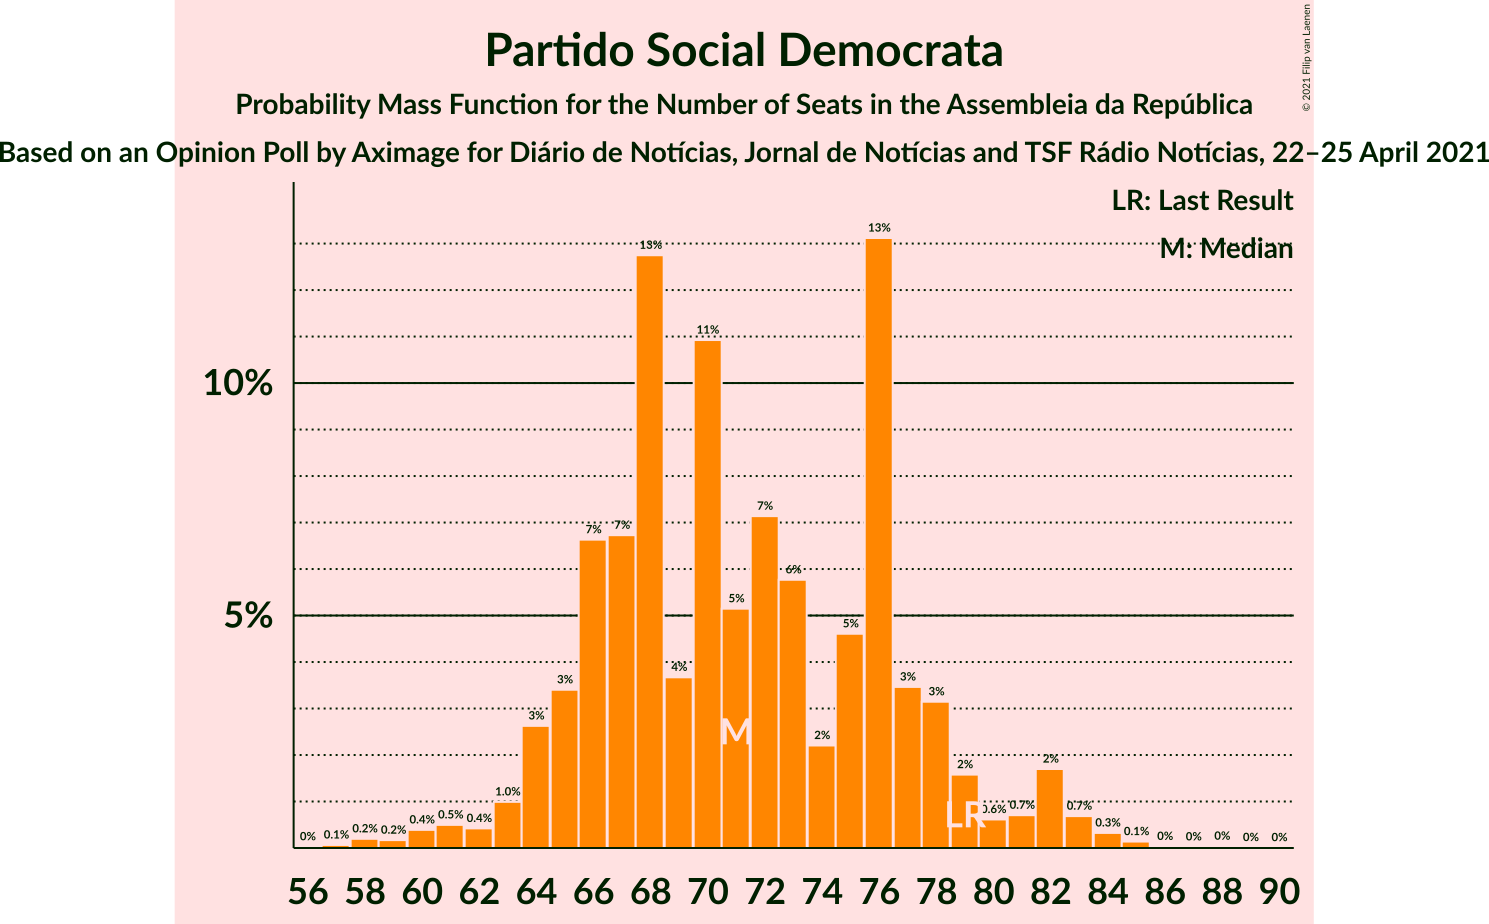 Partido Social Democrata
© 2021 Filip van Laenen
Probability Mass Function for the Number of Seats in the Assembleia da República
Based on an Opinion Poll by Aximage for Diário de Notícias, Jornal de Notícias and TSF Rádio Notícias, 22–25 April 2021
LR: Last Result
M: Median
10%
5%
0% 0.1% 0.2% 0.2% 0.4% 0.5% 0.4% 1.0% 3% 3% 7% 7% 13% 4% 11% 5% 7% 6% 2% 5% 13% 3% 3% 2% 0.6% 0.7% 2% 0.7% 0.3% 0.1% 0% 0% 0% 0% 0%
M
LR
56 58 60 62 64 66 68 70 72 74 76 78 80 82 84 86 88 90